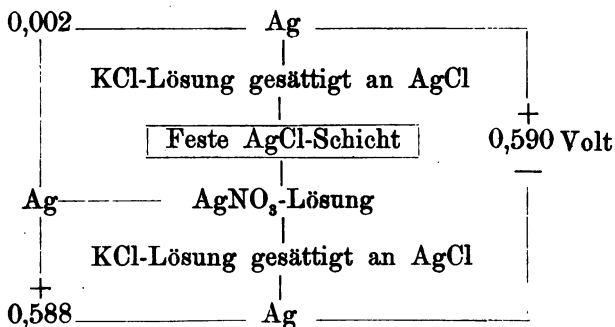 0,002 Ag
KCl-Lösung gesättigt an AgCl
+
Feste AgCl-Schicht 0,590 Volt
—
Ag AgNO₃-Lösung
KCl-Lösung gesättigt an AgCl
+
0,588 Ag